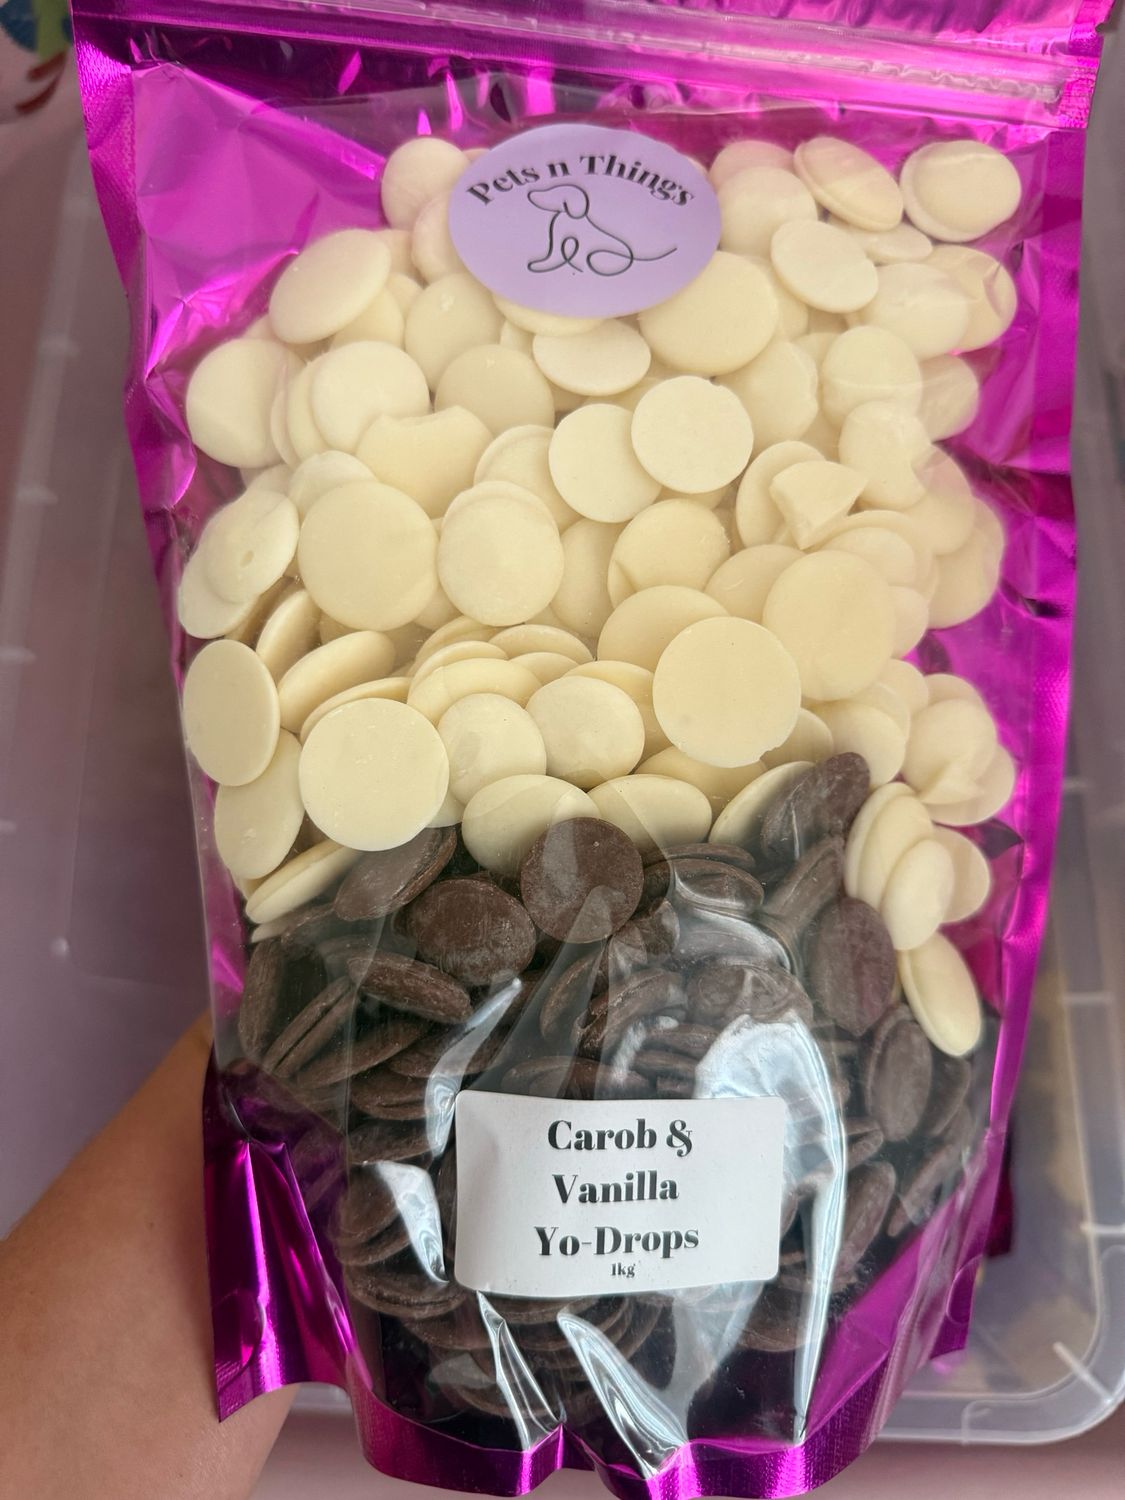 Pets n Things
Carob &
Vanilla
Yo-Drops
1kg